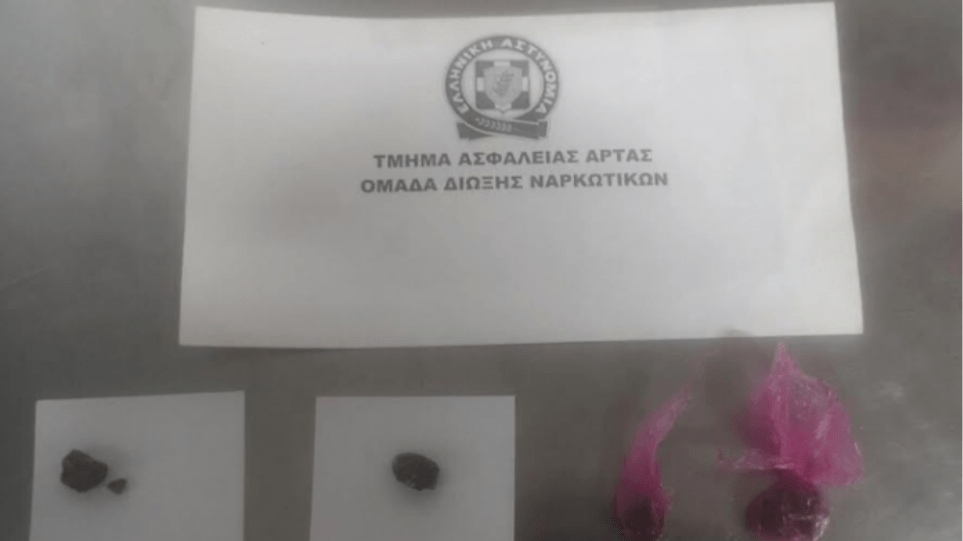 ΕΛΛΗΝΙΚΗ ΑΣΤΥΝΟΜΙΑ
ΤΜΗΜΑ ΑΣΦΑΛΕΙΑΣ ΑΡΤΑΣ
ΟΜΑΔΑ ΔΙΩΞΗΣ ΝΑΡΚΩΤΙΚΩΝ